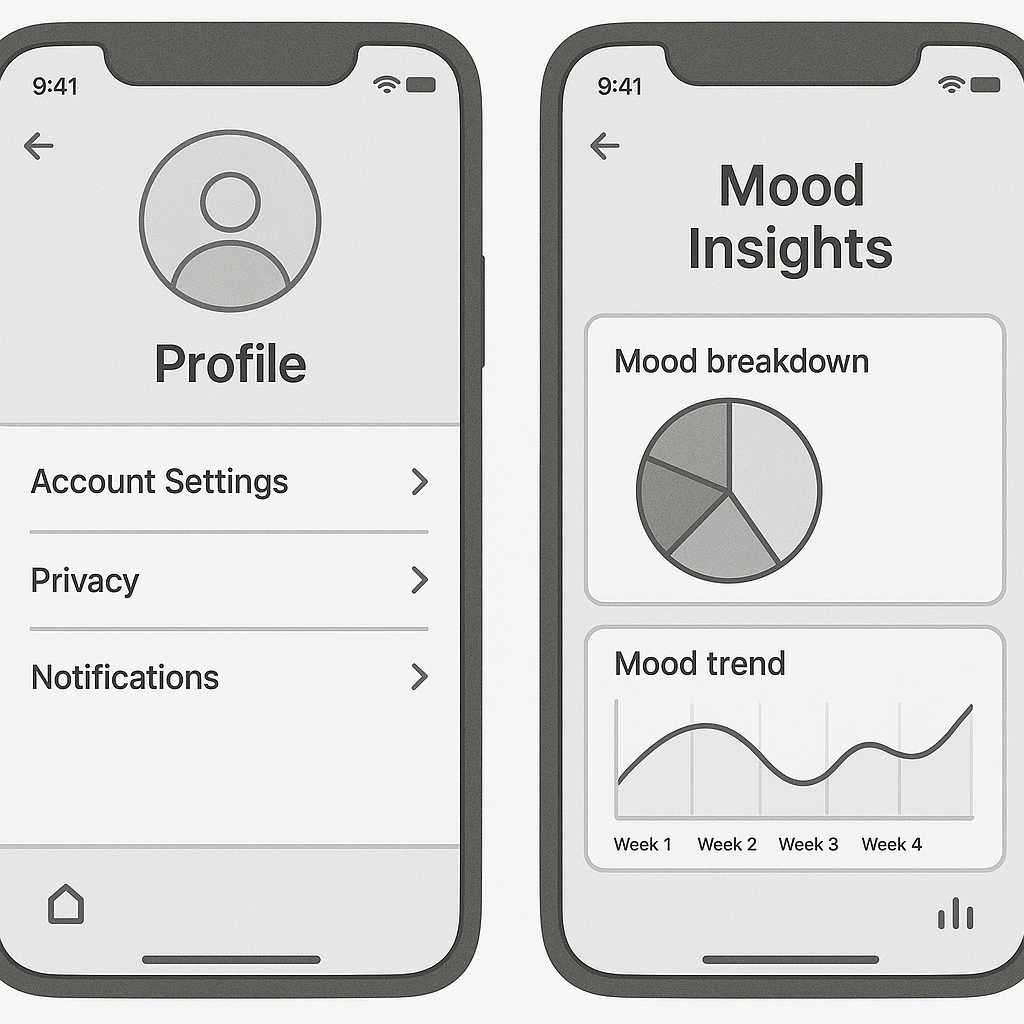 9:41
Profile
Account Settings
Privacy
Notifications
9:41
Mood
Insights
Mood breakdown
Mood trend
Week 1 Week 2 Week 3 Week 4